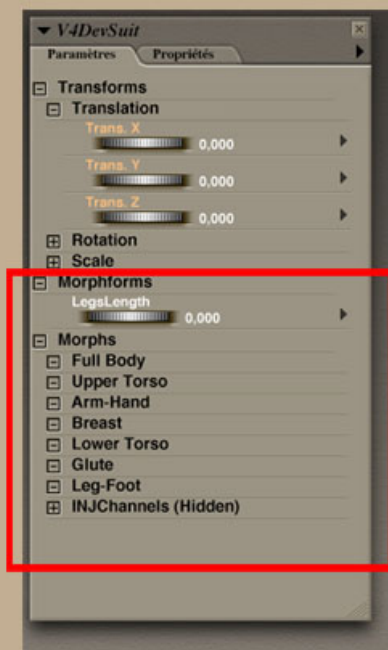 V4DevSuit
Paramètres Propriétés
Transforms
Translation
Trans. X
0,000
Trans. Y
0,000
Trans. Z
0,000
Rotation
Scale
Morphforms
LegsLength
0,000
Morphs
Full Body
Upper Torso
Arm-Hand
Breast
Lower Torso
Glute
Leg-Foot
INJChannels (Hidden)